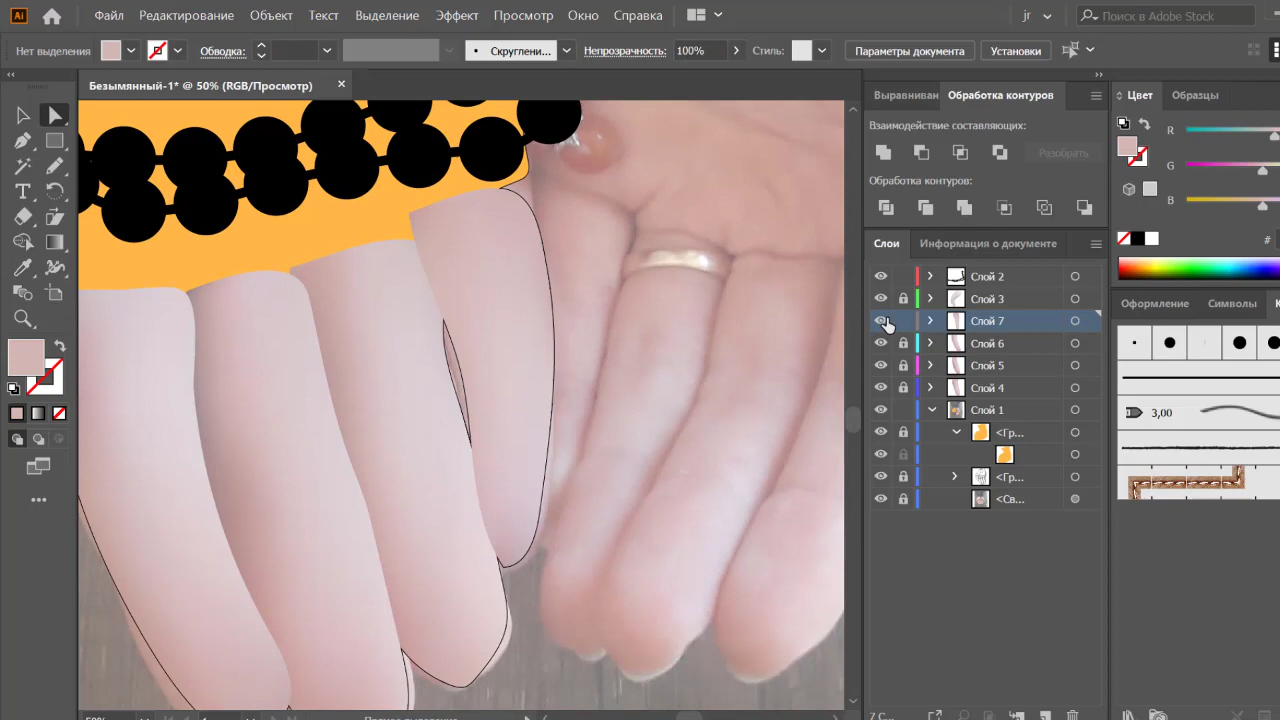 Ai Файл Редактирование Объект Текст Выделение Эффект Просмотр Окно Справка jr Поиск в Adobe Stock
Нет выделения Обводка: Скруглени... Непрозрачность: 100% Стиль: Параметры документа Установки
Безымянный-1* @ 50% (RGB/Просмотр)
Выравниван Обработка контуров Цвет Образцы
Взаимодействие составляющих:
R
Разобрать
G
Обработка контуров:
B
Слои Информация о документе #
Слой 2
Слой 3
Слой 7
Оформление Символы К
Слой 6
Слой 5
Слой 4
Слой 1
3,00
<Гр...
<Гр...
<Св...